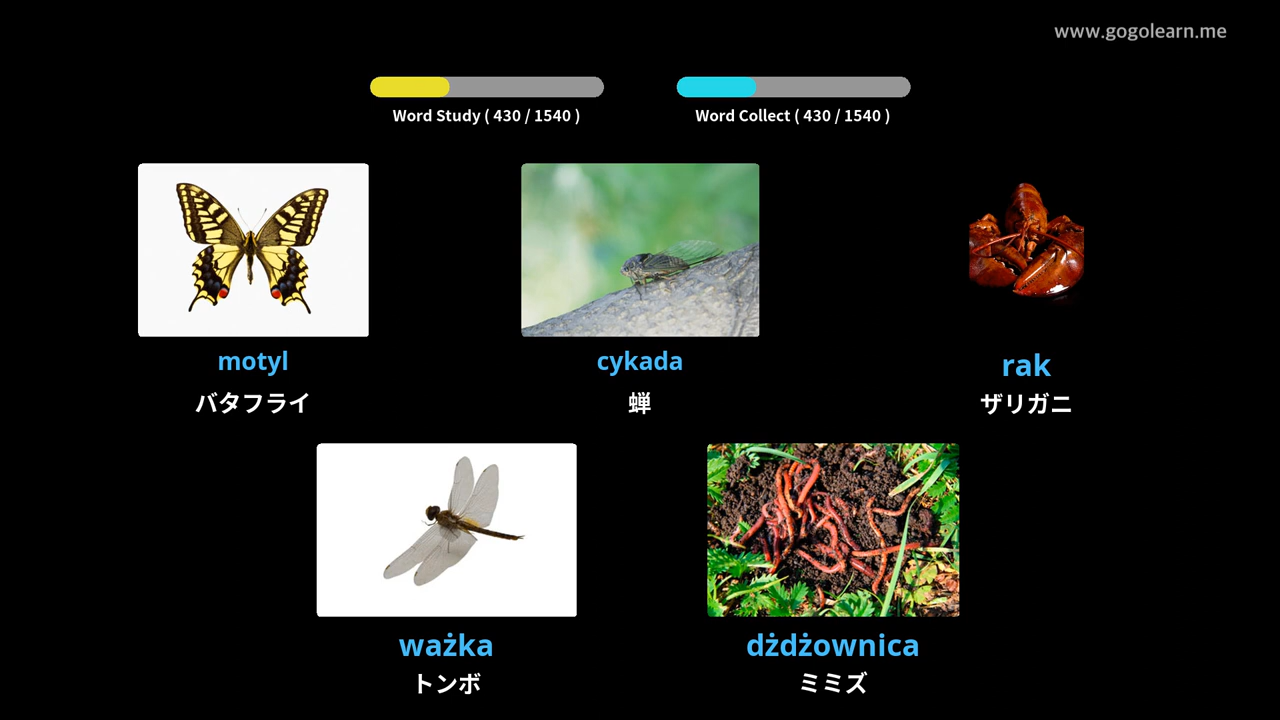 www.gogolearn.me
Word Study ( 430 / 1540 )
Word Collect ( 430 / 1540 )
motyl
バタフライ
cykada
蝉
rak
ザリガニ
ważka
トンボ
dżdżownica
ミミズ